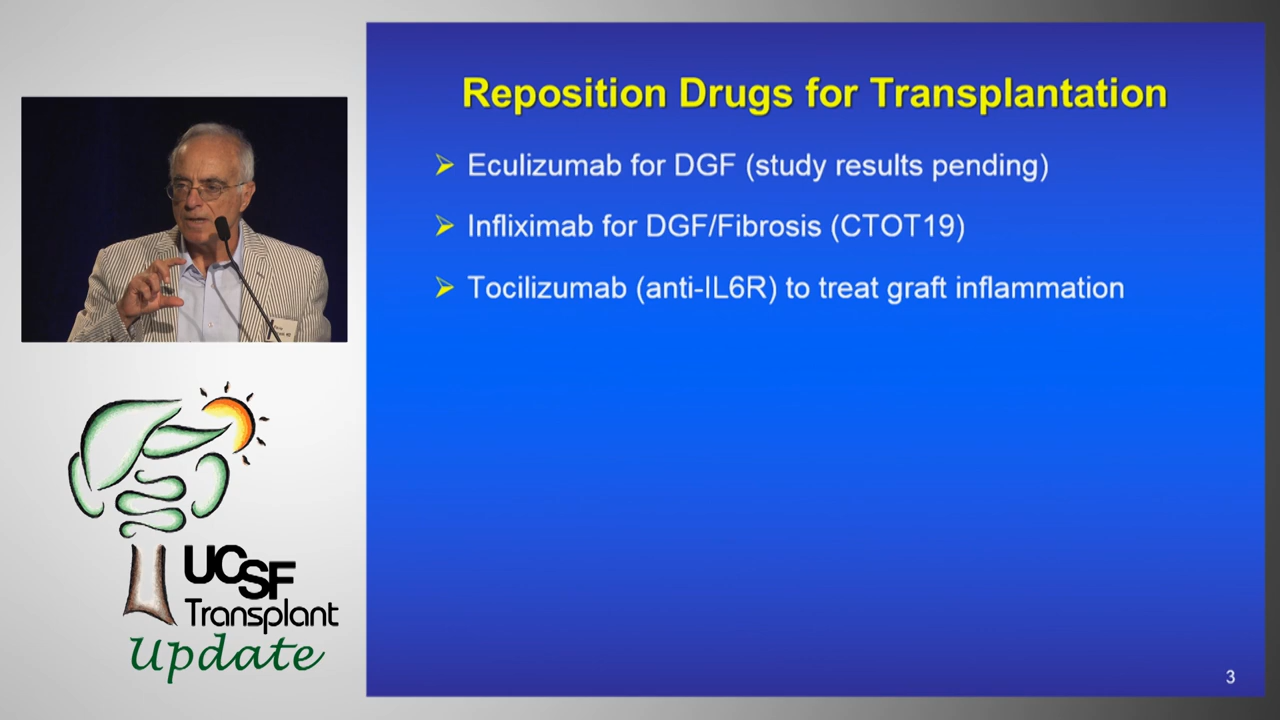 Reposition Drugs for Transplantation
➢ Eculizumab for DGF (study results pending)
➢ Infliximab for DGF/Fibrosis (CTOT19)
➢ Tocilizumab (anti-IL6R) to treat graft inflammation
UCSF
Transplant
Update
3